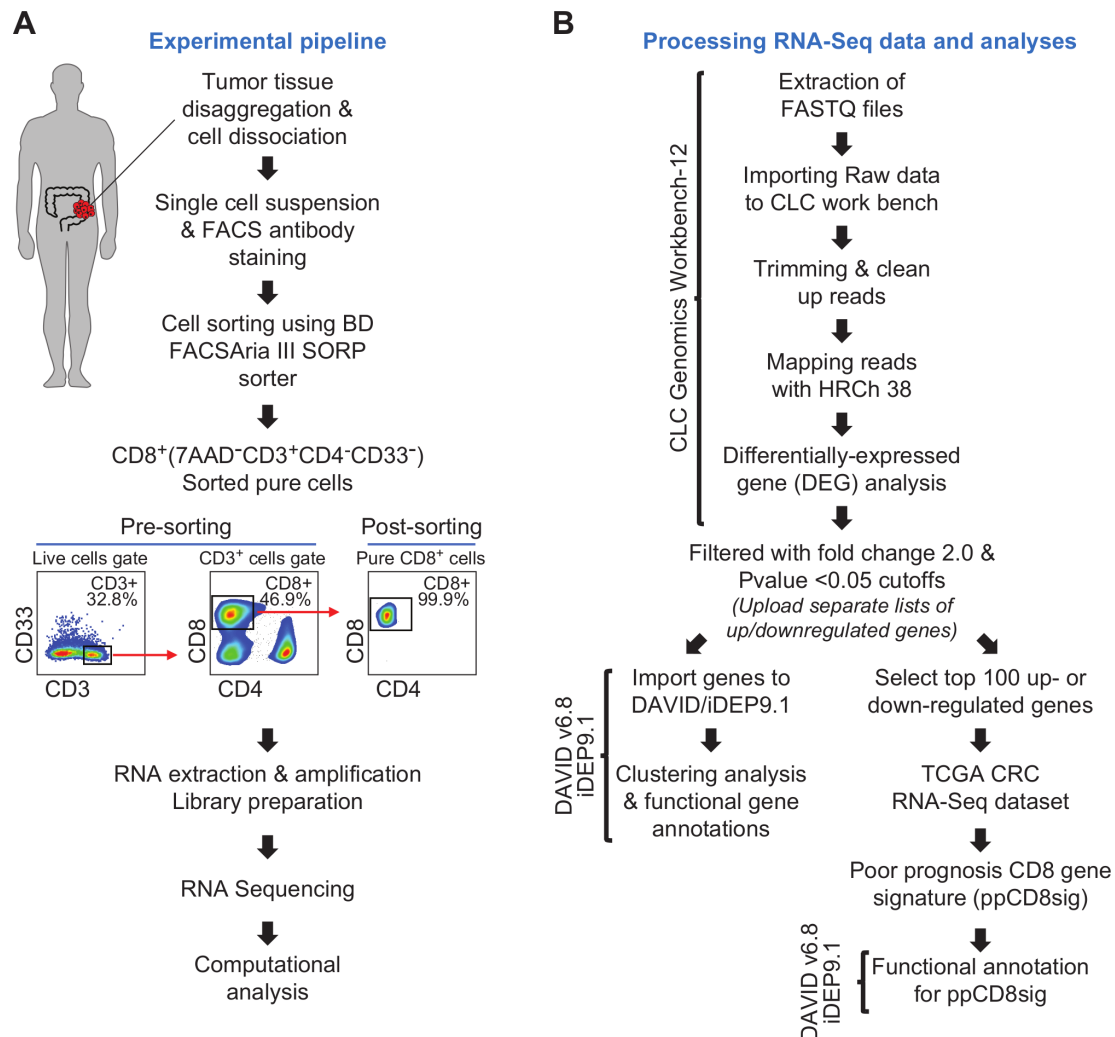 A
Experimental pipeline
Tumor tissue
disaggregation &
cell dissociation
Single cell suspension
& FACS antibody
staining
Cell sorting using BD
FACSAria III SORP
sorter
CD8⁺(7AAD⁻CD3⁺CD4⁻CD33⁻)
Sorted pure cells
Pre-sorting
Post-sorting
Live cells gate
CD3⁺ cells gate
Pure CD8⁺ cells
CD3+
32.8%
CD33
CD3
CD8+
46.9%
CD8
CD4
CD8+
99.9%
CD8
CD4
RNA extraction & amplification
Library preparation
RNA Sequencing
Computational
analysis
B
Processing RNA-Seq data and analyses
CLC Genomics Workbench-12
Extraction of
FASTQ files
Importing Raw data
to CLC work bench
Trimming & clean
up reads
Mapping reads
with HRCh 38
Differentially-expressed
gene (DEG) analysis
Filtered with fold change 2.0 &
Pvalue <0.05 cutoffs
(Upload separate lists of
up/downregulated genes)
DAVID v6.8
iDEP9.1
Import genes to
DAVID/iDEP9.1
Clustering analysis
& functional gene
annotations
Select top 100 up- or
down-regulated genes
TCGA CRC
RNA-Seq dataset
Poor prognosis CD8 gene
signature (ppCD8sig)
DAVID v6.8
iDEP9.1
Functional annotation
for ppCD8sig